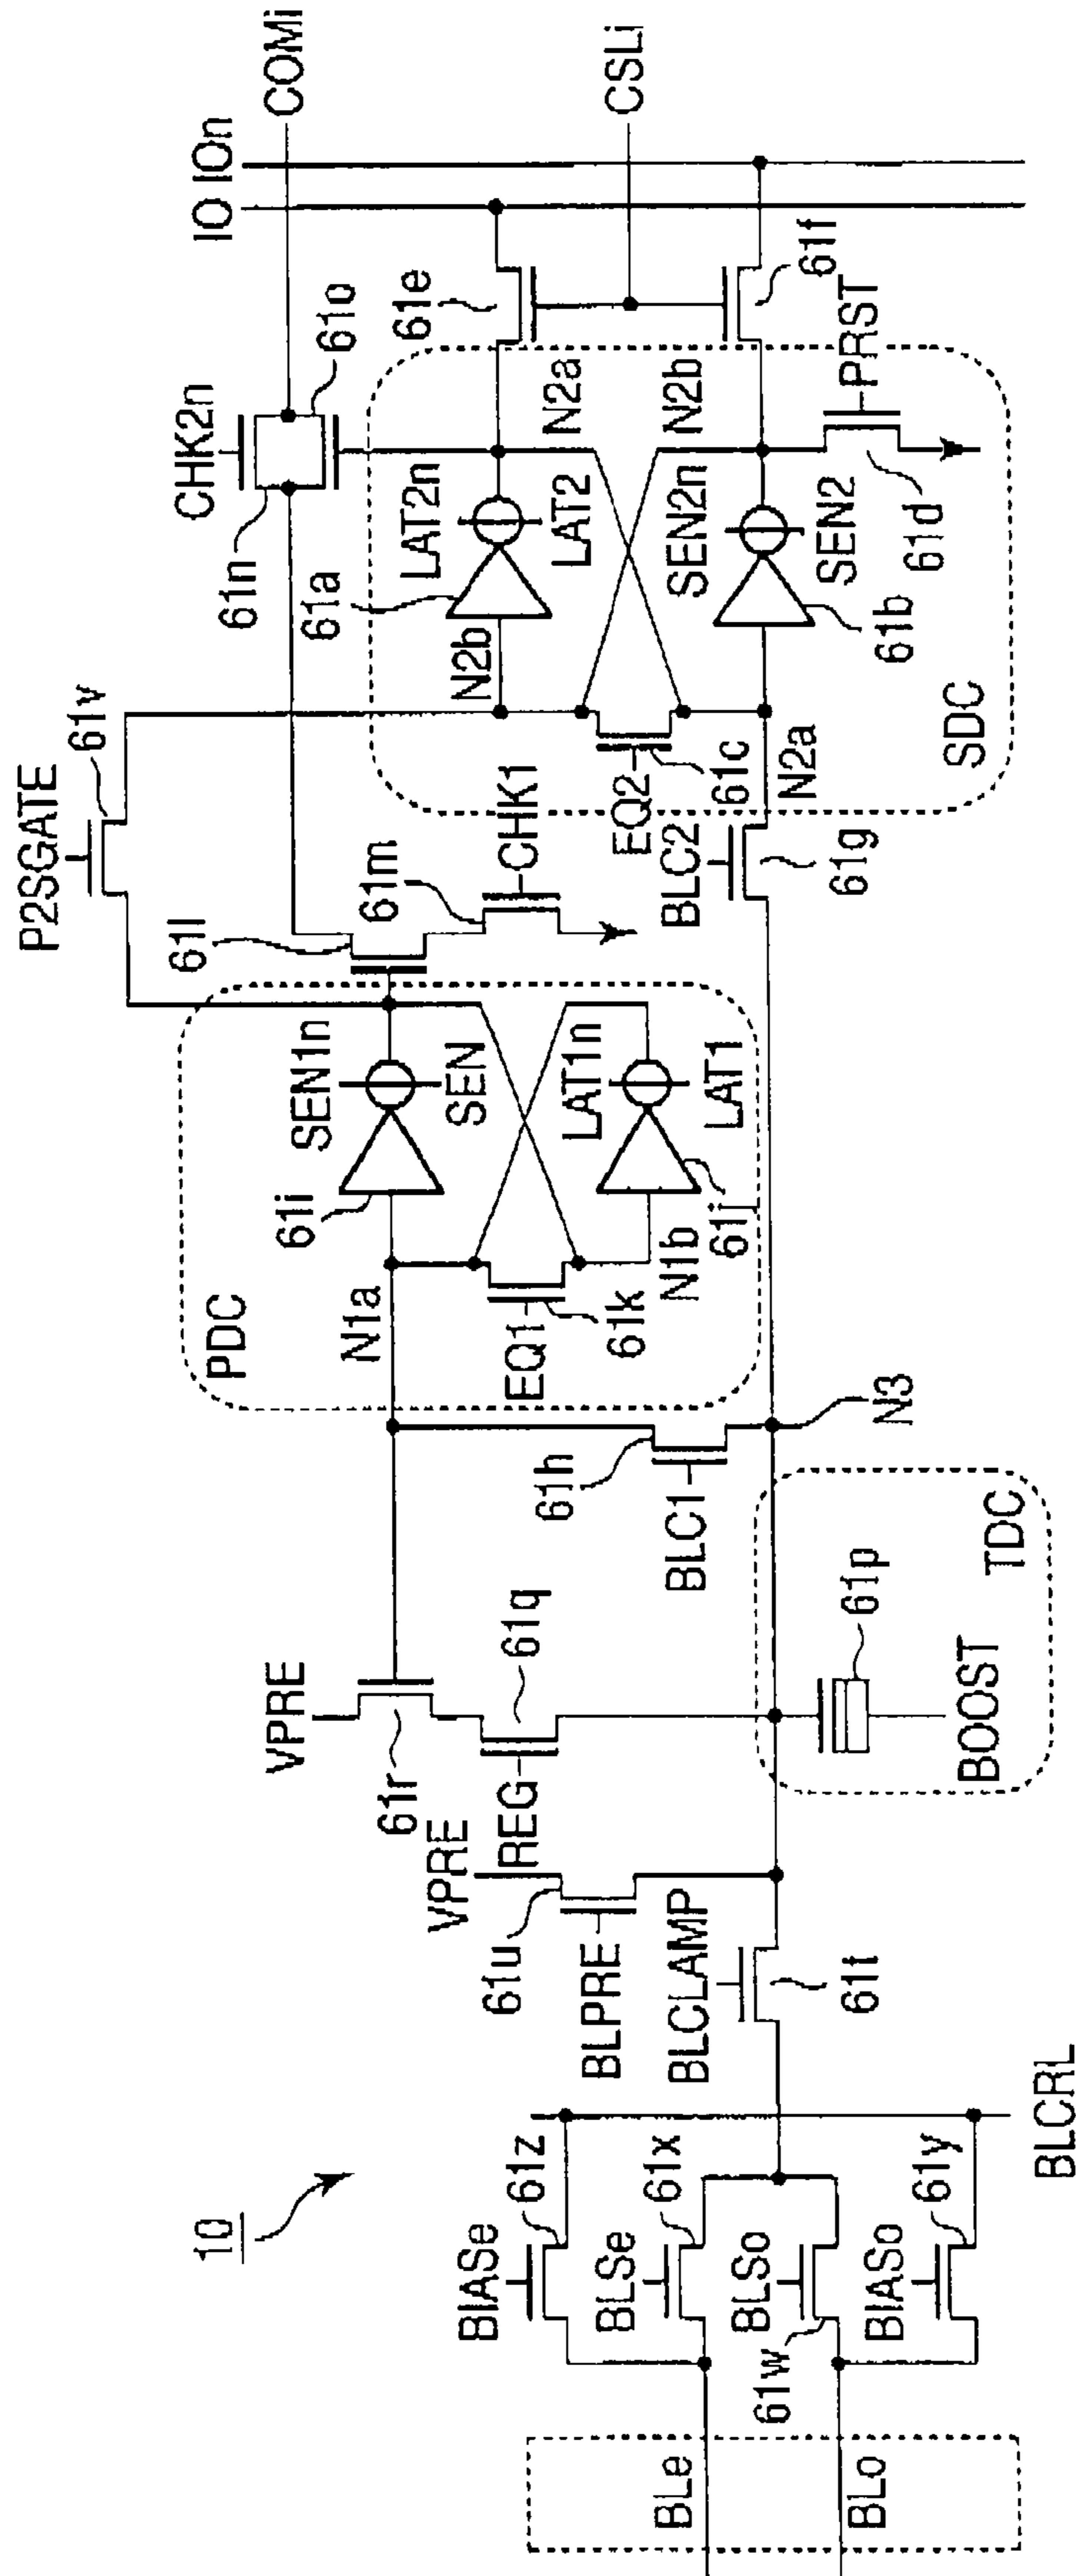 10
BLe
BLo
BIASe
61z
BLSe
61x
BLSo
61w
BIASo
61y
BLCRL
VPRE
61u
BLPRE
BLCLAMP
61t
VPRE
61r
REG
61q
BOOST
61p
TDC
N3
BLC1
61h
PDC
N1a
61i
SEN1n
SEN
EQ1
61k
N1b
LAT1n
LAT1
61j
P2SGATE
61v
61l
61m
CHK1
CHK2n
61n
61o
COMi
IO IOn
CSLi
61a
LAT2n
LAT2
N2b
N2a
61e
EQ2
61c
N2a
SEN2n
SEN2
N2b
61b
61f
PRST
61d
SDC
BLC2
61g